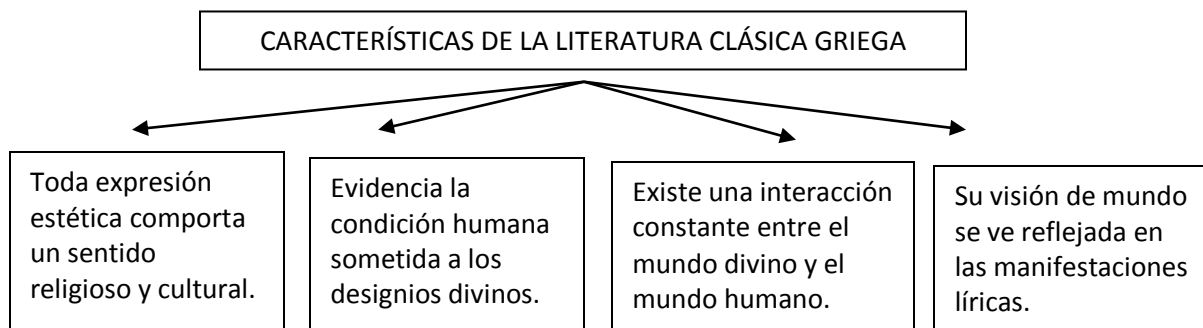 CARACTERÍSTICAS DE LA LITERATURA CLÁSICA GRIEGA
Toda expresión
estética comporta
un sentido
religioso y cultural.
Evidencia la
condición humana
sometida a los
designios divinos.
Existe una interacción
constante entre el
mundo divino y el
mundo humano.
Su visión de mundo
se ve reflejada en
las manifestaciones
líricas.